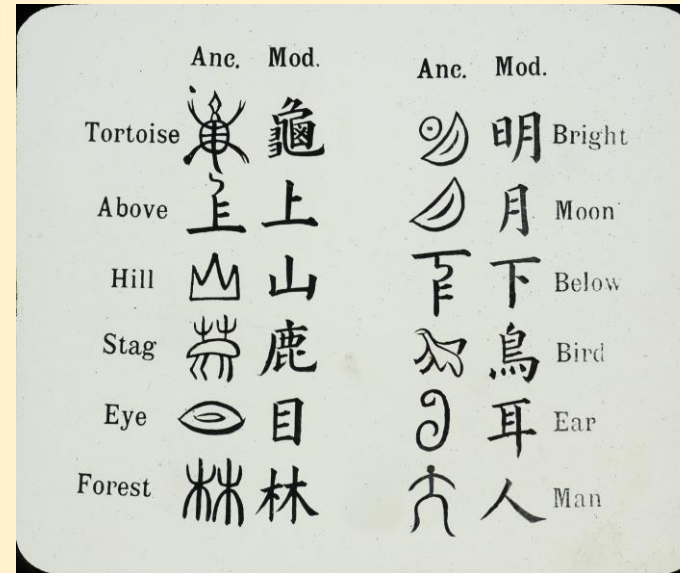 Anc. Mod.
Tortoise 龜
Above 上
Hill 山
Stag 鹿
Eye 目
Forest 林
Anc. Mod.
明 Bright
月 Moon
下 Below
鳥 Bird
耳 Ear
人 Man